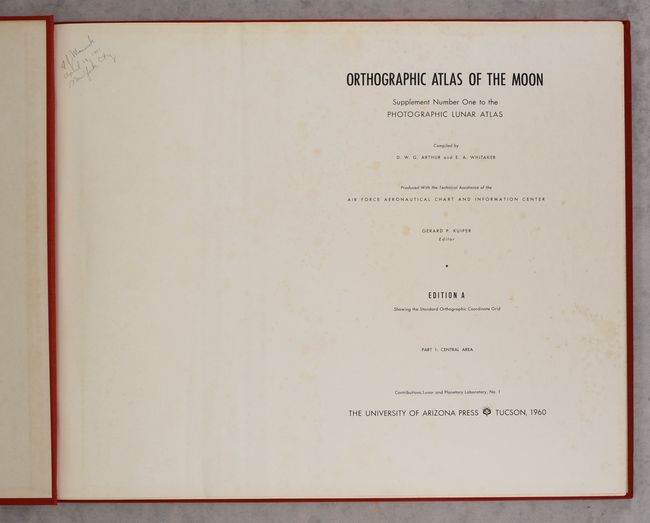 New York City
ORTHOGRAPHIC ATLAS OF THE MOON
Supplement Number One to the
PHOTOGRAPHIC LUNAR ATLAS
Compiled by
D. W. G. ARTHUR and E. A. WHITAKER
Produced With the Technical Assistance of the
AIR FORCE AERONAUTICAL CHART AND INFORMATION CENTER
GERARD P. KUIPER
Editor
EDITION A
Showing the Standard Orthographic Coordinate Grid
PART 1: CENTRAL AREA
Contributions, Lunar and Planetary Laboratory, No. 1
THE UNIVERSITY OF ARIZONA PRESS TUCSON, 1960